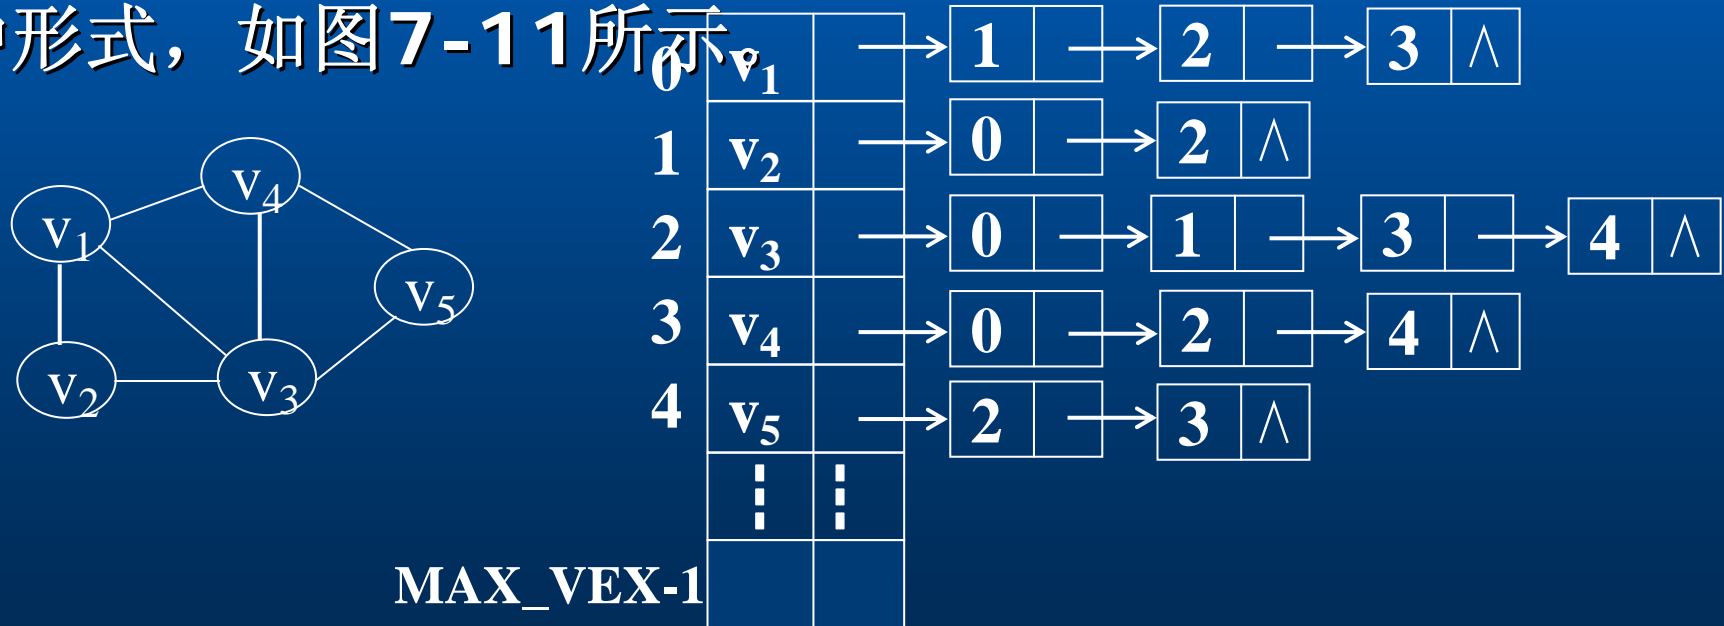 形式，如图7-11所示。
v₄
v₁
v₅
v₂ v₃
0 v₁ 1 2 3 ∧
1 v₂ 0 2 ∧
2 v₃ 0 1 3 4 ∧
3 v₄ 0 2 4 ∧
4 v₅ 2 3 ∧
MAX_VEX-1